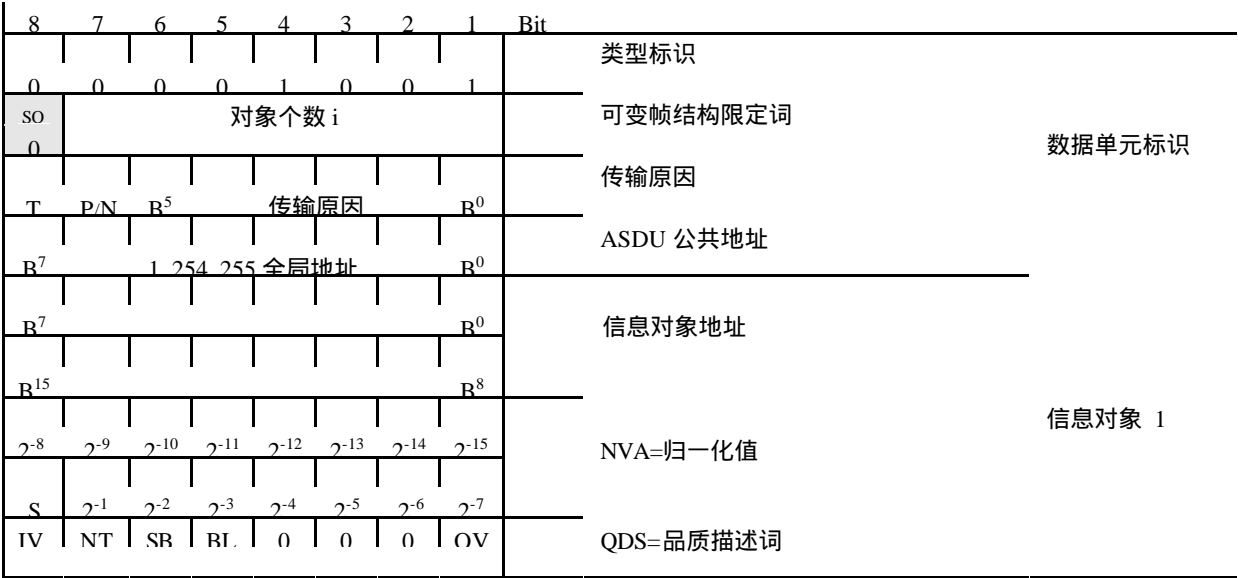 8 7 6 5 4 3 2 1 Bit
类型标识
0 0 0 0 1 0 0 1
SQ 对象个数 i 可变帧结构限定词
0
数据单元标识
传输原因
T P/N B⁵ 传输原因 B⁰
ASDU 公共地址
B⁷ 1 254 255 全局地址 B⁰
B⁷ B⁰ 信息对象地址
B¹⁵ B⁸
信息对象 1
2⁻⁸ 2⁻⁹ 2⁻¹⁰ 2⁻¹¹ 2⁻¹² 2⁻¹³ 2⁻¹⁴ 2⁻¹⁵ NVA=归一化值
S 2⁻¹ 2⁻² 2⁻³ 2⁻⁴ 2⁻⁵ 2⁻⁶ 2⁻⁷
IV NT SB BL 0 0 0 OV QDS=品质描述词